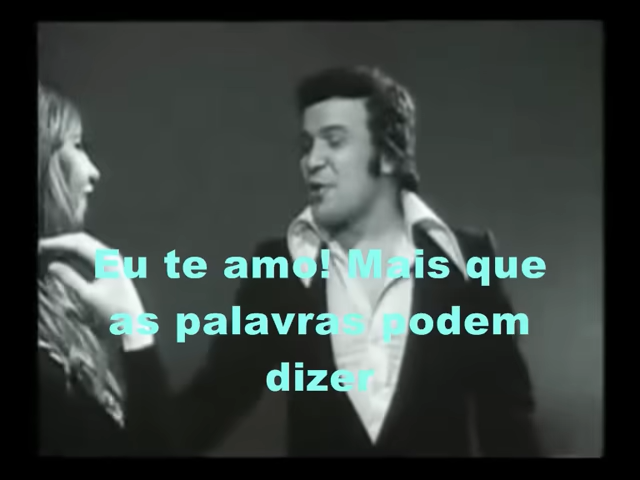 Eu te amo! Mais que
as palavras podem
dizer